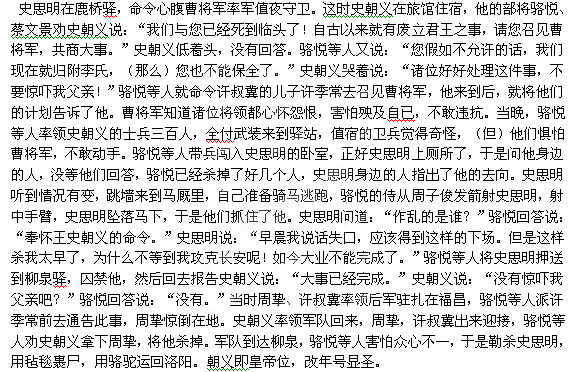 史思明在鹿桥驿，命令心腹曹将军率军值夜守卫。这时史朝义在旅馆住宿，他的部将骆悦、
蔡文景劝史朝义说：“我们与您已经死到临头了！自古以来就有废立君王之事，请您召见曹
将军，共商大事。”史朝义低着头，没有回答。骆悦等人又说：“您假如不允许的话，我们
现在就归附李氏，（那么）您也不能保全了。”史朝义哭着说：“诸位好好处理这件事，不
要惊吓我父亲！”骆悦等人就命令许叔冀的儿子许季常去召见曹将军，他来到后，就将他们
的计划告诉了他。曹将军知道诸位将领都心怀怨恨，害怕殃及自已，不敢违抗。当晚，骆悦
等人率领史朝义的士兵三百人，全付武装来到驿站，值宿的卫兵觉得奇怪，（但）他们惧怕
曹将军，不敢动手。骆悦等人带兵闯入史思明的卧室，正好史思明上厕所了，于是问他身边
的人，没等他们回答，骆悦已经杀掉了好几个人，史思明身边的人指出了他的去向。史思明
听到情况有变，跳墙来到马厩里，自己准备骑马逃跑，骆悦的侍从周子俊发箭射史思明，射
中手臂，史思明坠落马下，于是他们抓住了他。史思明问道：“作乱的是谁？”骆悦回答说：
“奉怀王史朝义的命令。”史思明说：“早晨我说话失口，应该得到这样的下场。但是这样
杀我太早了，为什么不等到我攻克长安呢！如今大业不能完成了。”骆悦等人将史思明押送
到柳泉驿，囚禁他，然后回去报告史朝义说：“大事已经完成。”史朝义说：“没有惊吓我
父亲吧？”骆悦回答说：“没有。”当时周挚、许叔冀率领后军驻扎在福昌，骆悦等人派许
季常前去通告此事，周挚惊倒在地。史朝义率领军队回来，周挚，许叔冀出来迎接，骆悦等
人劝史朝义拿下周挚，将他杀掉。军队到达柳泉，骆悦等人害怕众心不一，于是勒杀史思明，
用毡毯裹尸，用骆驼运回洛阳。朝义即皇帝位，改年号显圣。